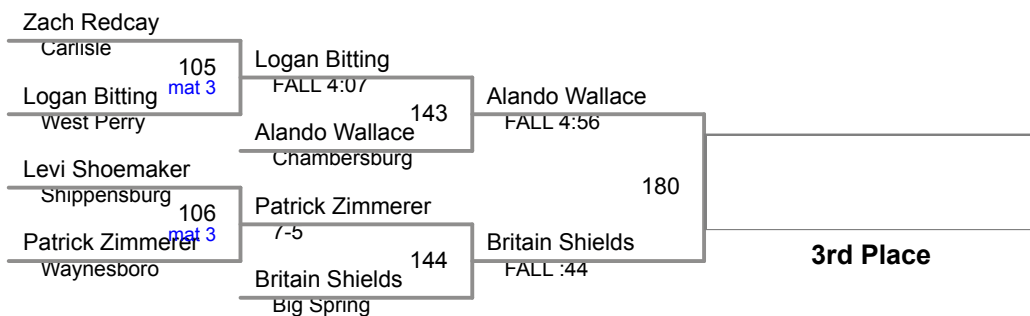 Zach Redcay
Carlisle
105
mat 3
Logan Bitting
West Perry
Levi Shoemaker
Shippensburg
106
mat 3
Patrick Zimmerer
Waynesboro
Logan Bitting
FALL 4:07
143
Alando Wallace
Chambersburg
Patrick Zimmerer
7-5
144
Britain Shields
Big Spring
Alando Wallace
FALL 4:56
180
Britain Shields
FALL :44
3rd Place